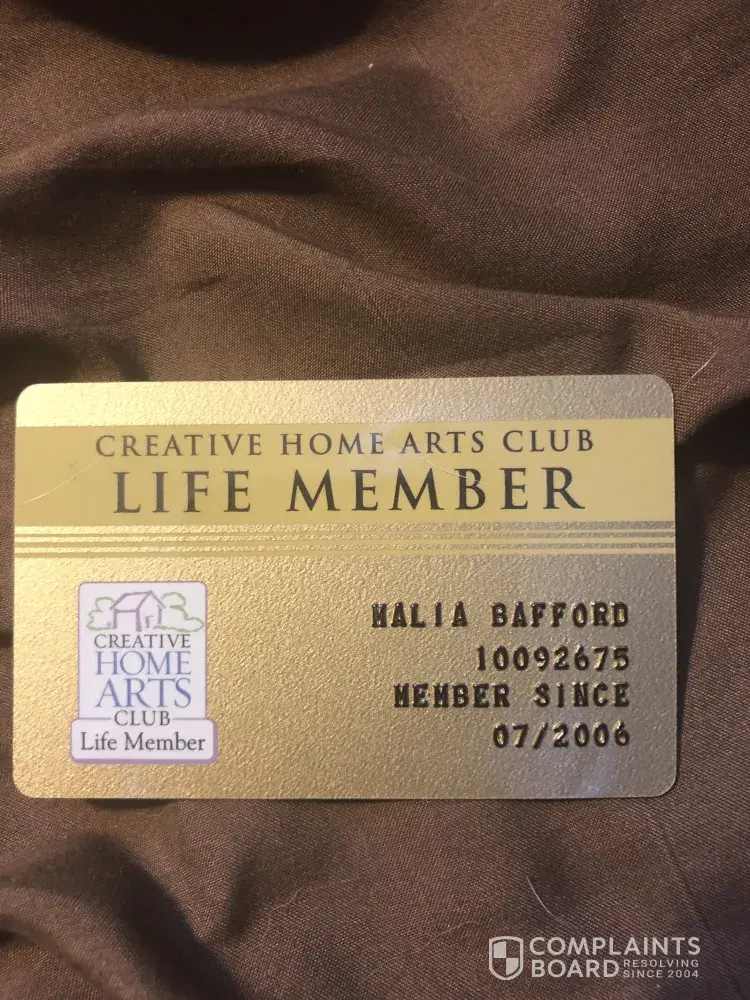 CREATIVE HOME ARTS CLUB
LIFE MEMBER
CREATIVE
HOME
ARTS
CLUB
Life Member
MALIA BAFFORD
10092675
MEMBER SINCE
07/2006
COMPLAINTS
BOARD RESOLVING
SINCE 2004